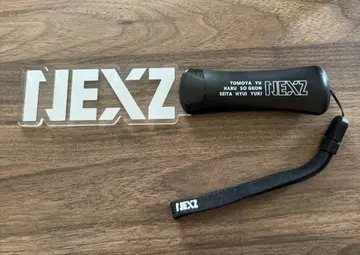 NEXZ
TOMOYA YU
HARU SO GEON
SEITA HYUI YUKI
NEXZ
NEXZ